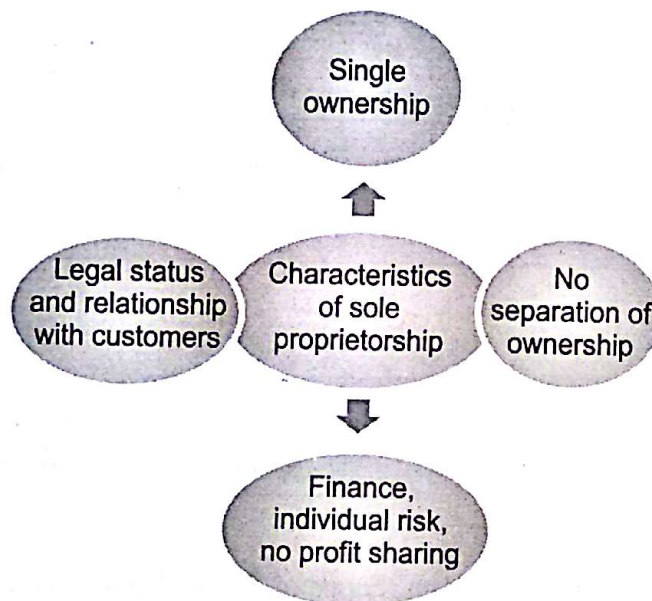 Single
ownership
Legal status
and relationship
with customers
Characteristics
of sole
proprietorship
No
separation of
ownership
Finance,
individual risk,
no profit sharing